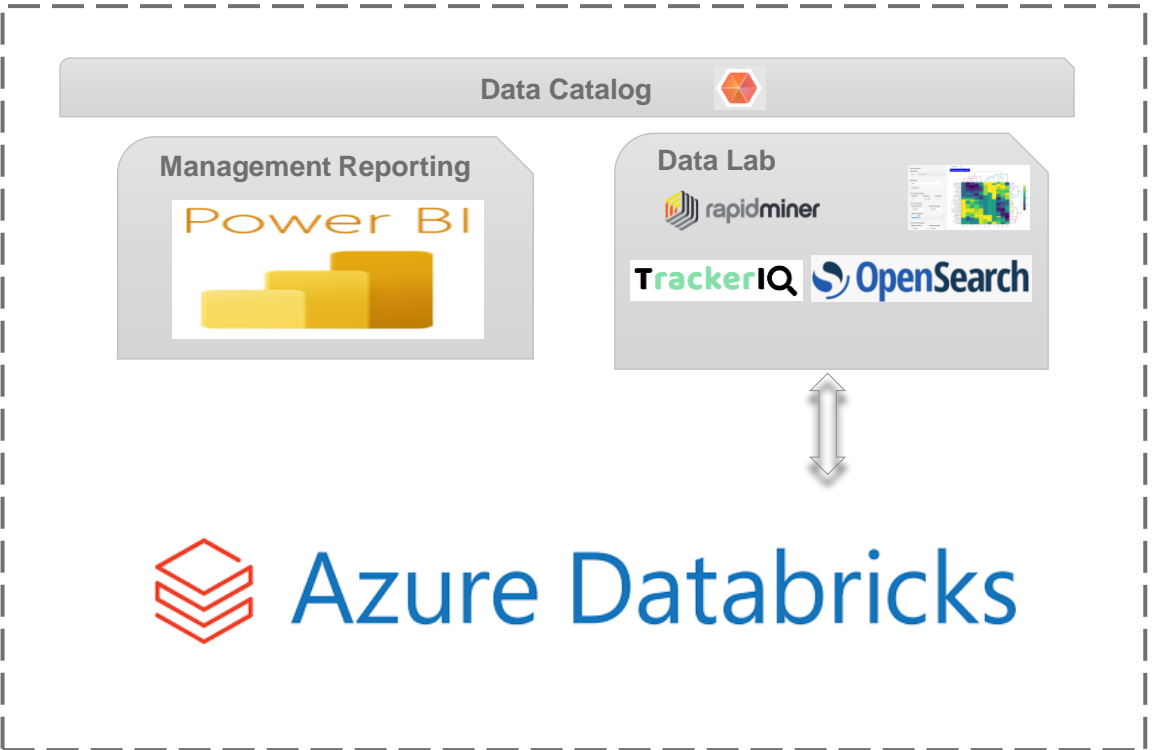 Data Catalog
Management Reporting
Power BI
Data Lab
rapidminer
TrackerIQ
OpenSearch
Azure Databricks